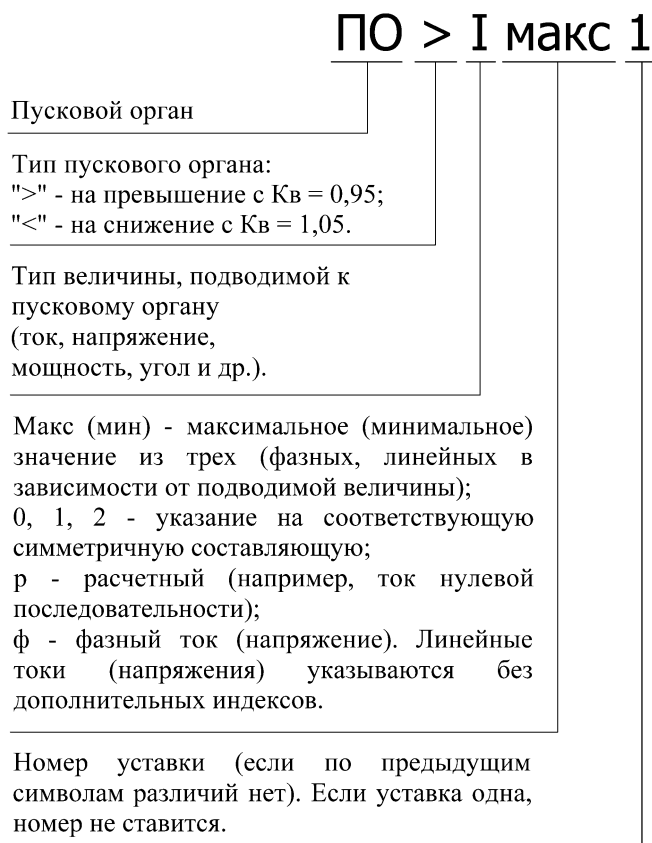 ПО > I макс 1
Пусковой орган
Тип пускового органа:
">" - на превышение с Кв = 0,95;
"<" - на снижение с Кв = 1,05.
Тип величины, подводимой к
пусковому органу
(ток, напряжение,
мощность, угол и др.).
Макс (мин) - максимальное (минимальное)
значение из трех (фазных, линейных в
зависимости от подводимой величины);
0, 1, 2 - указание на соответствующую
симметричную составляющую;
р - расчетный (например, ток нулевой
последовательности);
ф - фазный ток (напряжение). Линейные
токи (напряжения) указываются без
дополнительных индексов.
Номер уставки (если по предыдущим
символам различий нет). Если уставка одна,
номер не ставится.